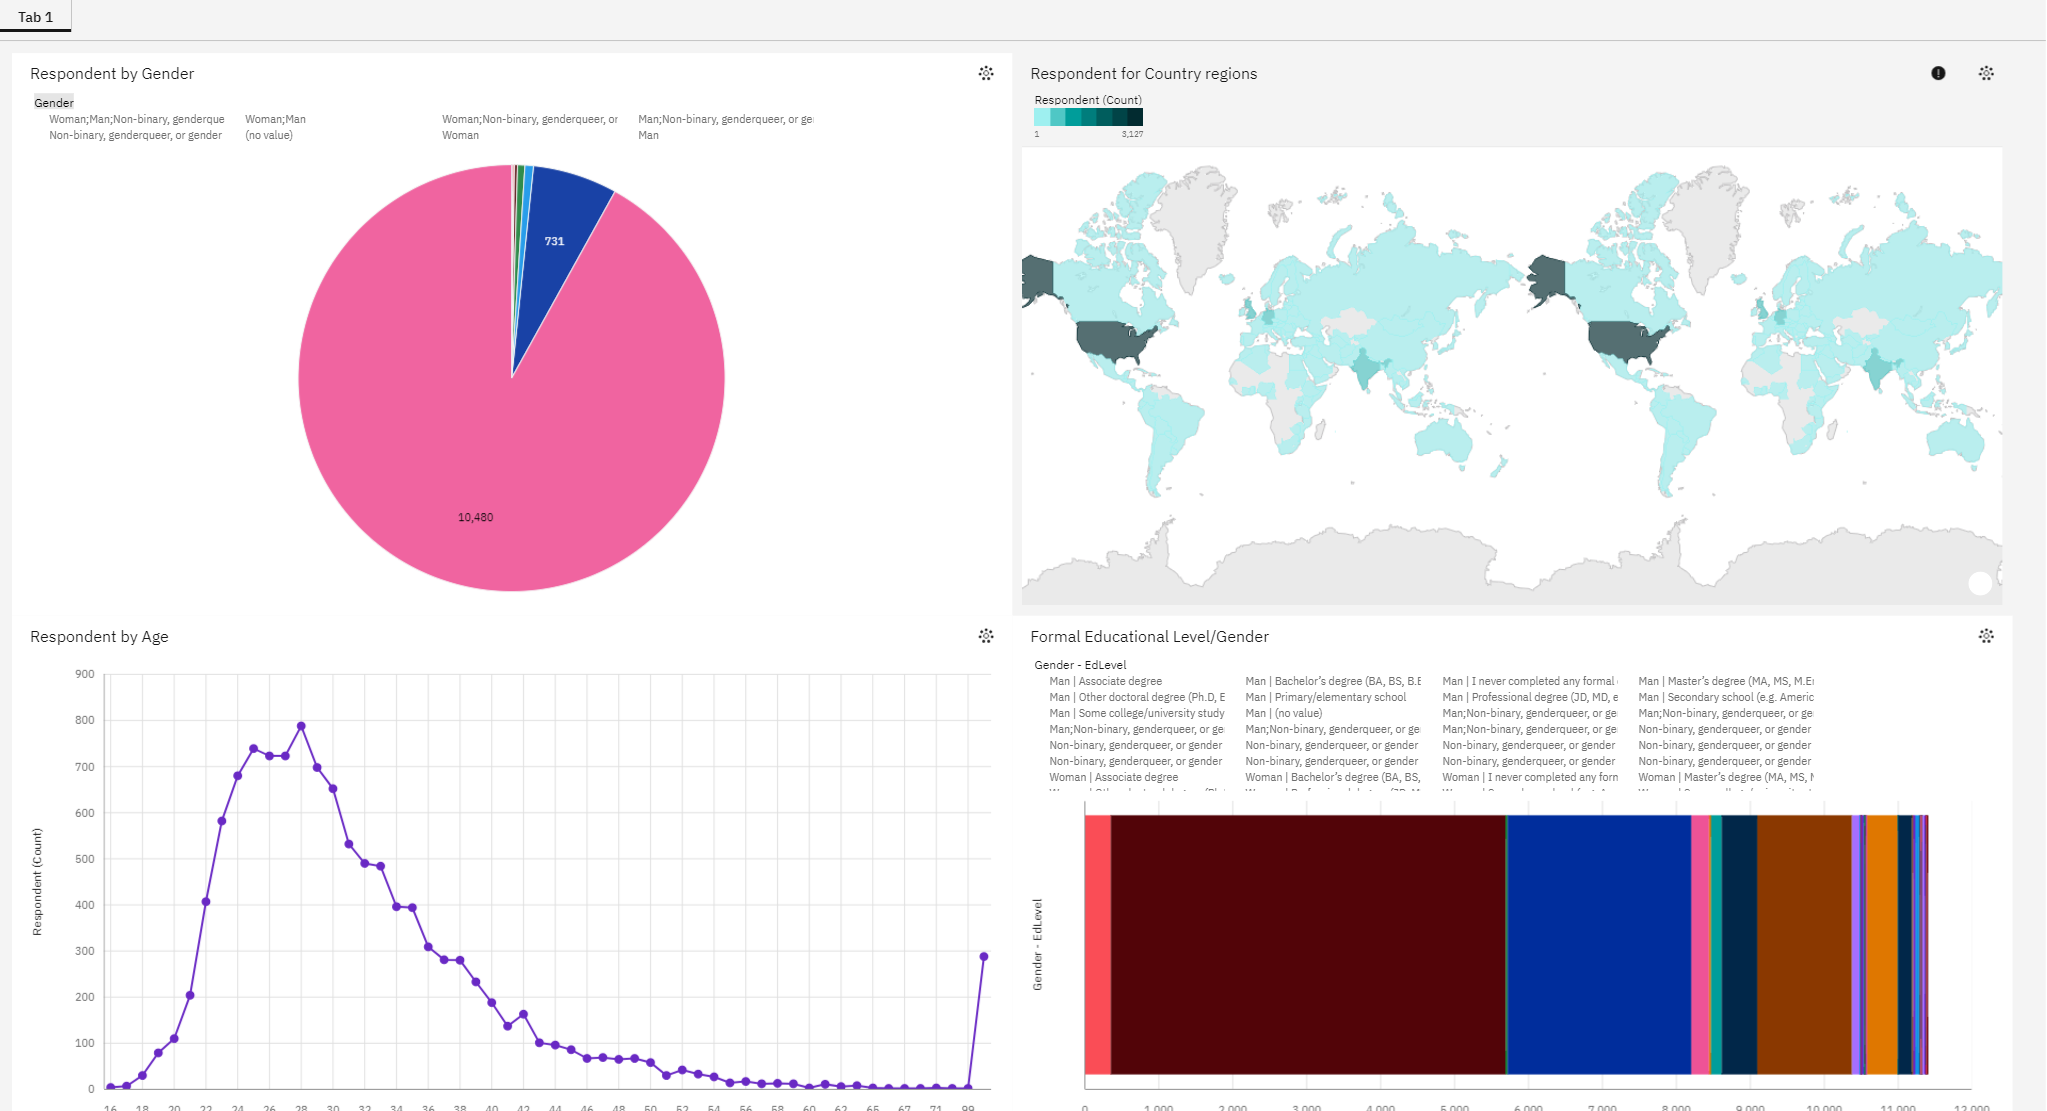 Tab 1
Respondent by Gender
Gender
Woman;Man;Non-binary, genderque Woman;Man Woman;Non-binary, genderqueer, or Man;Non-binary, genderqueer, or ge
Non-binary, genderqueer, or gender (no value) Woman Man
731
10,480
Respondent for Country regions
Respondent (Count)
1 3,127
Respondent by Age
Respondent (Count)
900
800
700
600
500
400
300
200
100
0
16 18 20 22 24 26 28 30 32 34 36 38 40 42 44 46 48 50 52 54 56 58 60 62 65 67 71 99
Formal Educational Level/Gender
Gender - EdLevel
Man | Associate degree Man | Bachelor's degree (BA, BS, B.E Man | I never completed any formal Man | Master's degree (MA, MS, M.E
Man | Other doctoral degree (Ph.D, E Man | Primary/elementary school Man | Professional degree (JD, MD, e Man | Secondary school (e.g. Americ
Man | Some college/university study Man | (no value) Man;Non-binary, genderqueer, or ge Man;Non-binary, genderqueer, or ge
Man;Non-binary, genderqueer, or ge Man;Non-binary, genderqueer, or ge Man;Non-binary, genderqueer, or ge Non-binary, genderqueer, or gender
Non-binary, genderqueer, or gender Non-binary, genderqueer, or gender Non-binary, genderqueer, or gender Non-binary, genderqueer, or gender
Non-binary, genderqueer, or gender Non-binary, genderqueer, or gender Non-binary, genderqueer, or gender Non-binary, genderqueer, or gender
Woman | Associate degree Woman | Bachelor's degree (BA, BS, Woman | I never completed any forn Woman | Master's degree (MA, MS,
Gender - EdLevel
0 1,000 2,000 3,000 4,000 5,000 6,000 7,000 8,000 9,000 10,000 11,000 12,000